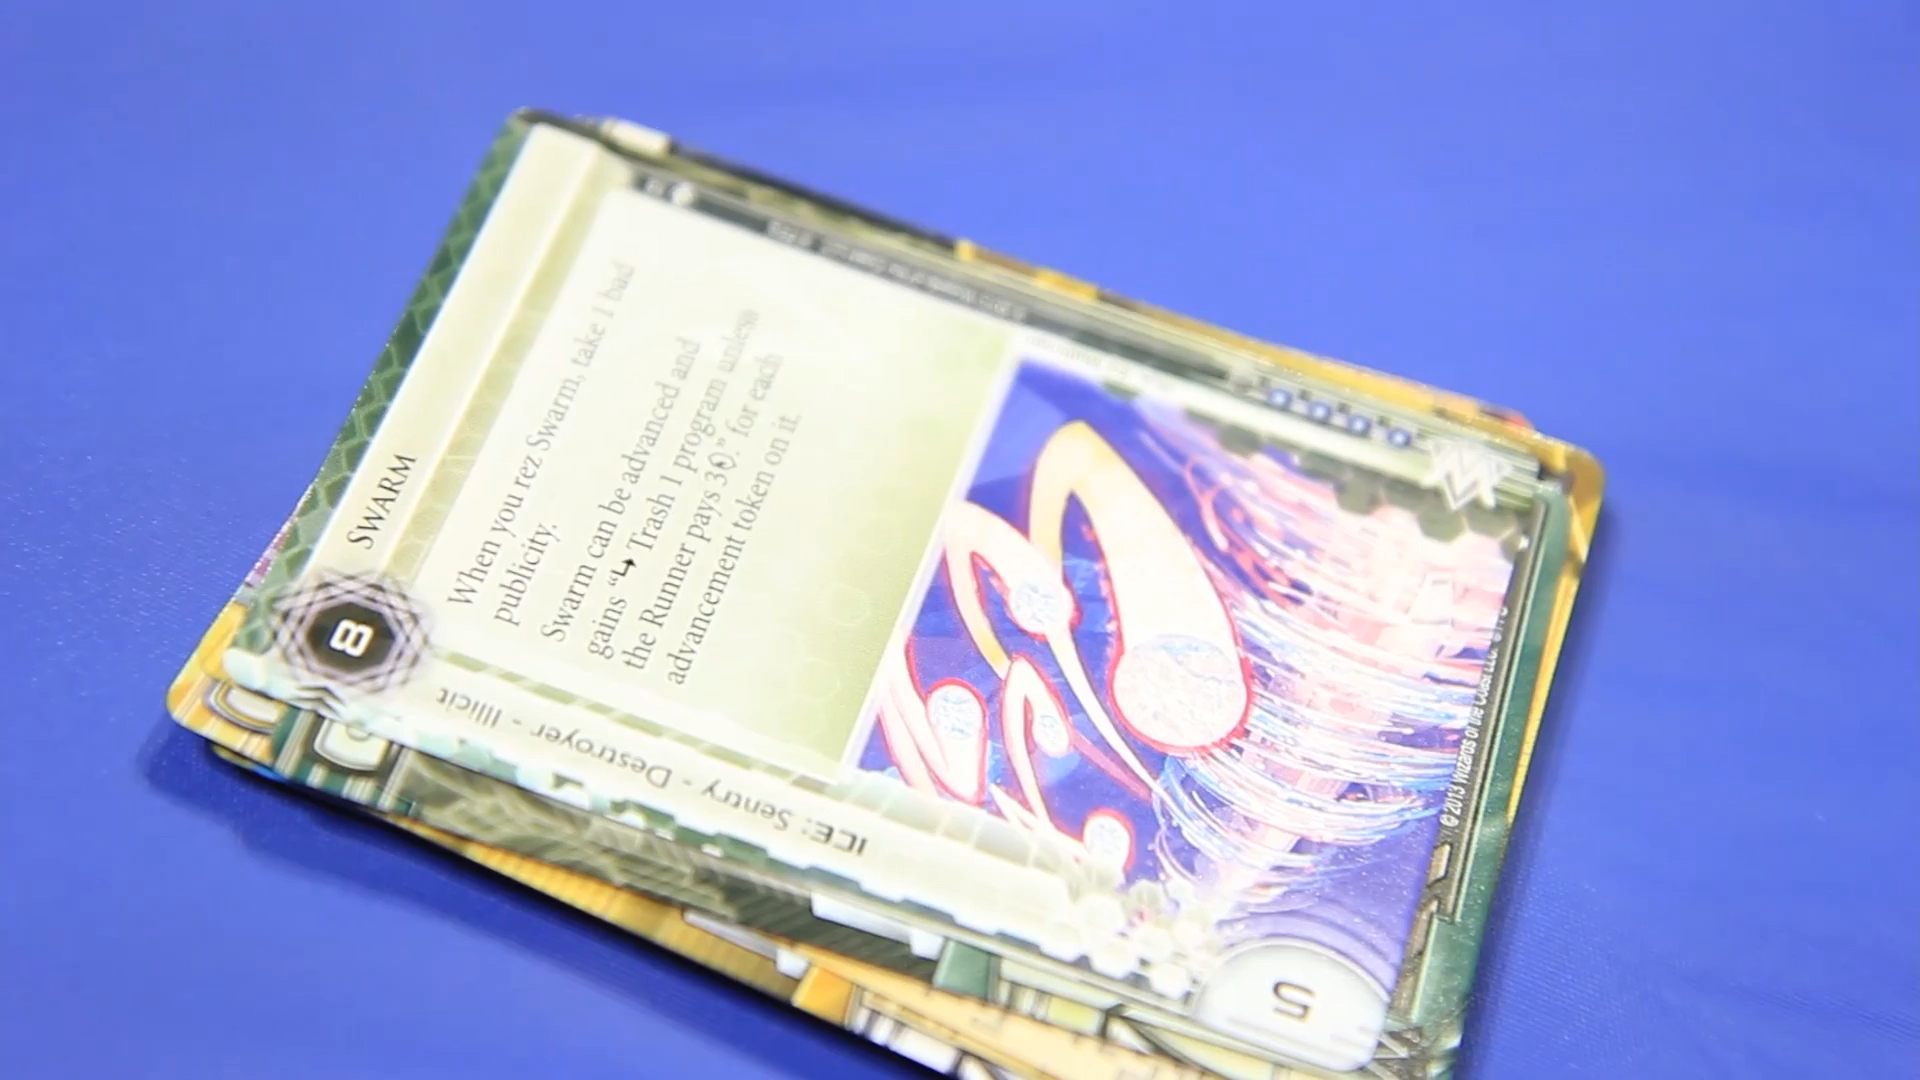 SWARM
8
When you rez Swarm, take 1 bad
publicity.
Swarm can be advanced and
gains “↳ Trash 1 program unless
the Runner pays 3
.” for each
advancement token on it.
ICE: Sentry - Destroyer - Illicit
5
© 2013 Wizards of the Coast LLC.